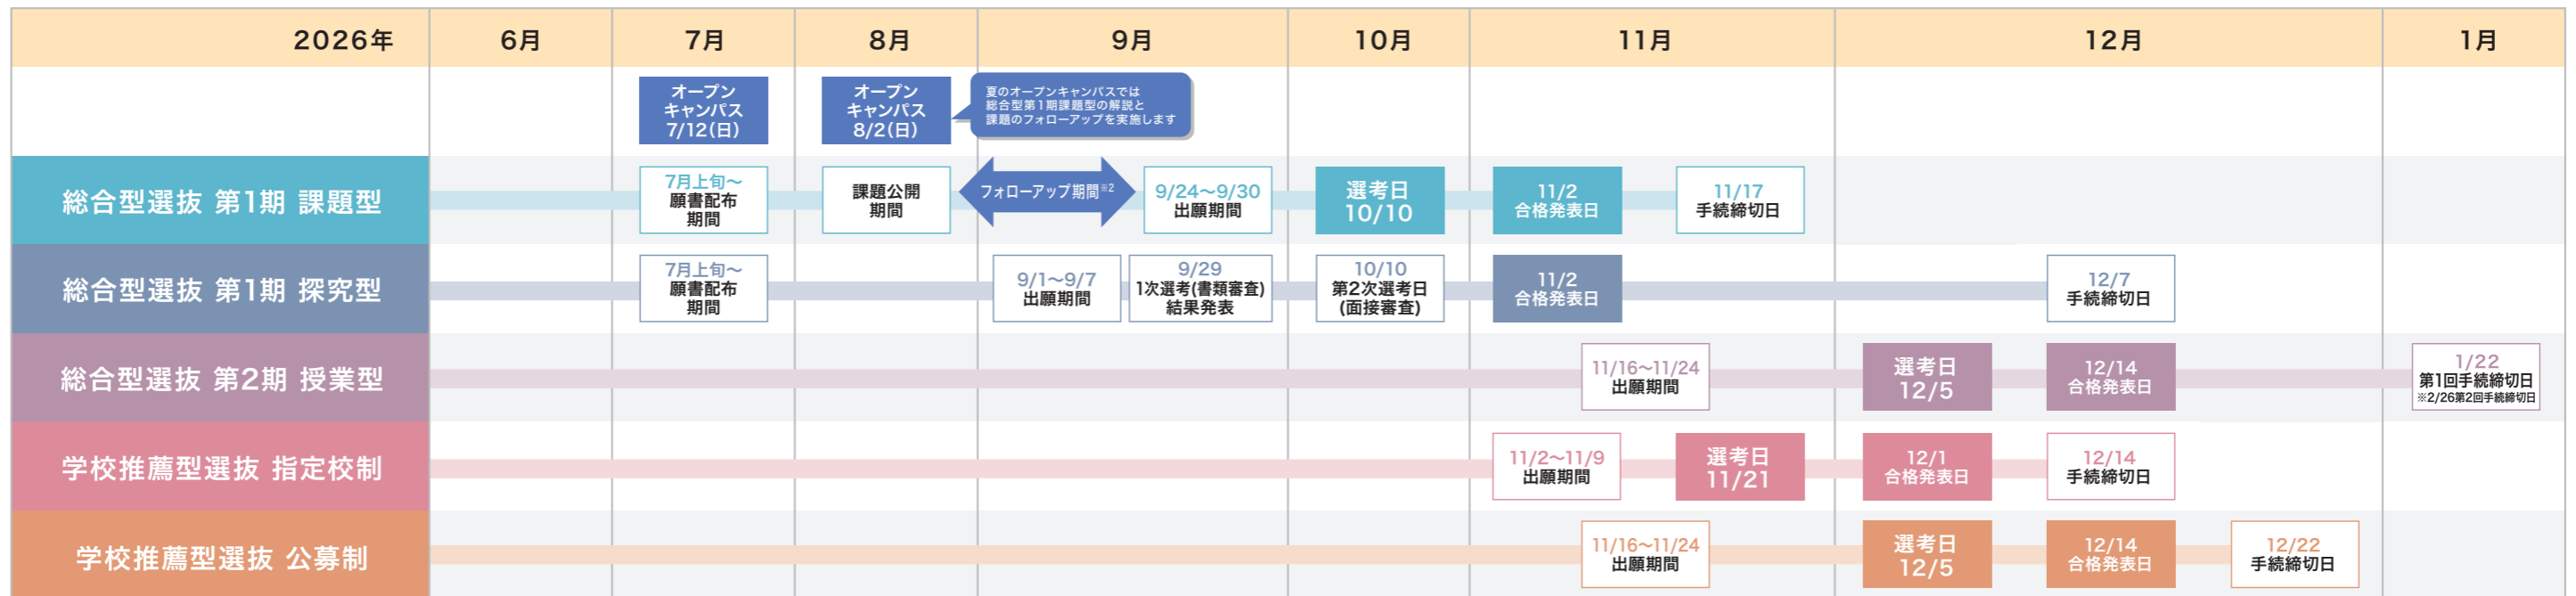 2026年
6月
7月
8月
9月
10月
11月
12月
1月
オープン
キャンパス
7/12(日)
オープン
キャンパス
8/2(日)
夏のオープンキャンパスでは
総合型第1期課題型の解説と
課題のフォローアップを実施します
総合型選抜 第1期 課題型
7月上旬〜
願書配布
期間
課題公開
期間
フォローアップ期間※2
9/24〜9/30
出願期間
選考日
10/10
11/2
合格発表日
11/17
手続締切日
総合型選抜 第1期 探究型
7月上旬〜
願書配布
期間
9/1〜9/7
出願期間
9/29
1次選考(書類審査)
結果発表
10/10
第2次選考日
(面接審査)
11/2
合格発表日
12/7
手続締切日
総合型選抜 第2期 授業型
11/16〜11/24
出願期間
選考日
12/5
12/14
合格発表日
1/22
第1回手続締切日
※2/26第2回手続締切日
学校推薦型選抜 指定校制
11/2〜11/9
出願期間
選考日
11/21
12/1
合格発表日
12/14
手続締切日
学校推薦型選抜 公募制
11/16〜11/24
出願期間
選考日
12/5
12/14
合格発表日
12/22
手続締切日